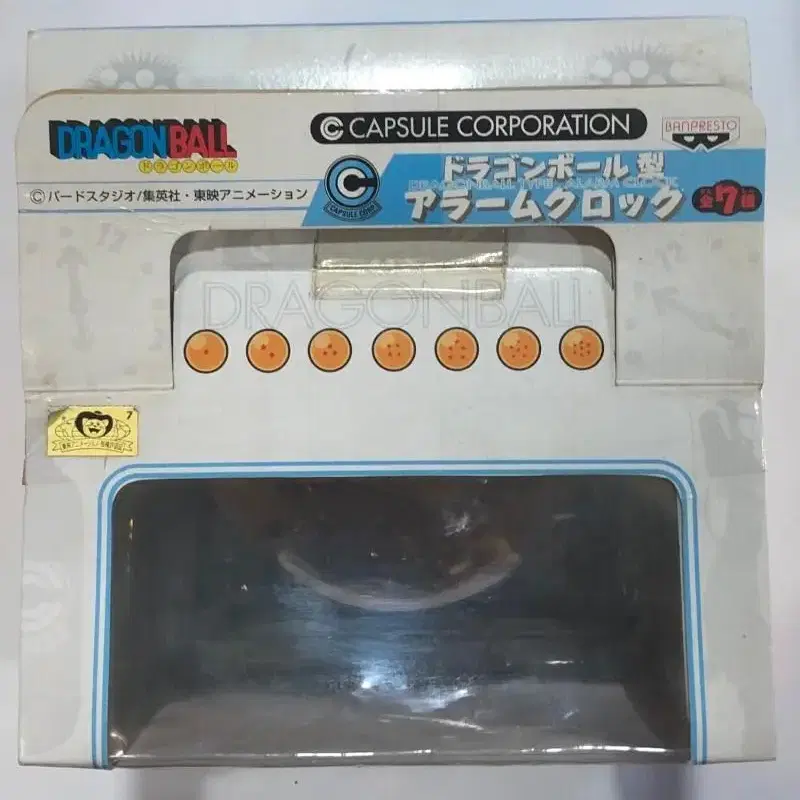 DRAGONBALL
ドラゴンボール
C CAPSULE CORPORATION
BANPRESTO
©バードスタジオ/集英社・東映アニメーション
C
CAPSULE CORP.
ドラゴンボール 型
DRAGONBALL TYPE ALARM CLOCK
アラームクロック
全7種
DRAGONBALL
7